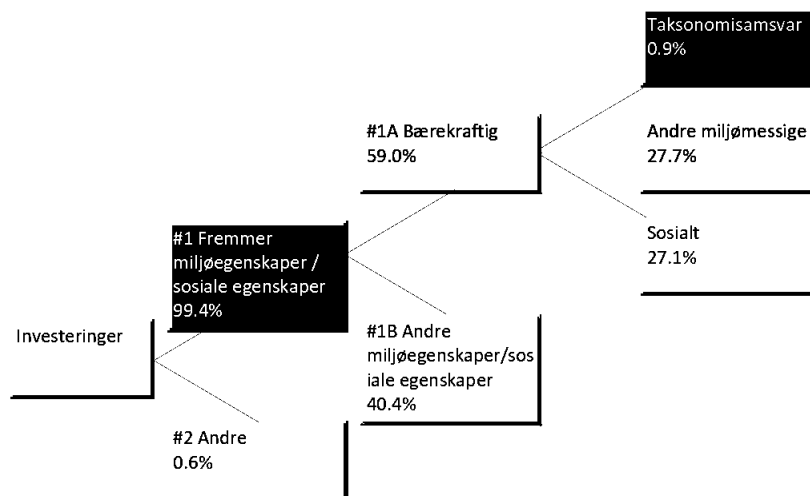 Taksonomisamsvar
0.9%
#1A Bærekraftig
59.0%
Andre miljømessige
27.7%
#1 Fremmer
miljøegenskaper /
sosiale egenskaper
99.4%
Sosialt
27.1%
Investeringer
#1B Andre
miljøegenskaper/sos
iale egenskaper
40.4%
#2 Andre
0.6%